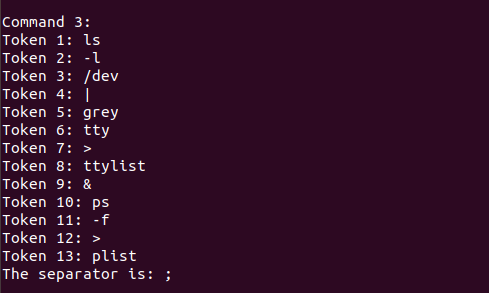 Command 3:
Token 1: ls
Token 2: -l
Token 3: /dev
Token 4: |
Token 5: grey
Token 6: tty
Token 7: >
Token 8: ttylist
Token 9: &
Token 10: ps
Token 11: -f
Token 12: >
Token 13: plist
The separator is: ;